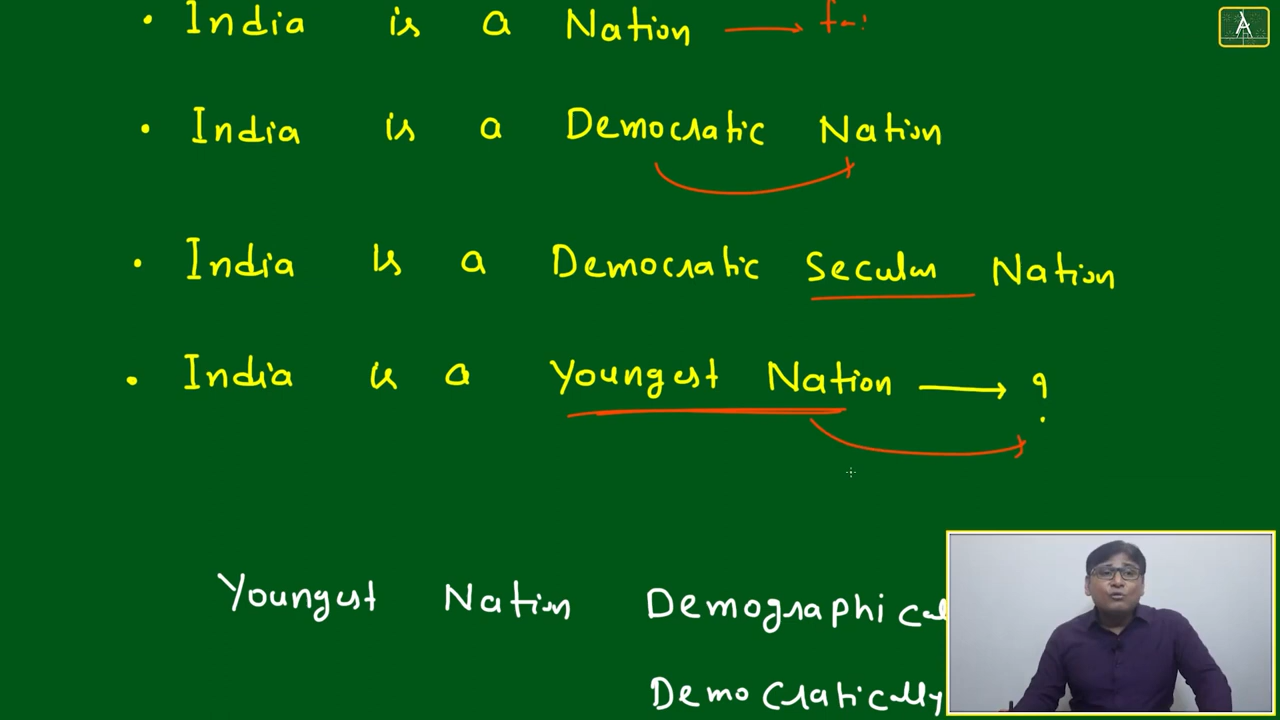 • India is a Nation →
• India is a Democratic Nation
• India is a Democratic Secular Nation
• India is a Youngest Nation → ?
Youngest Nation Demographical
Democratically